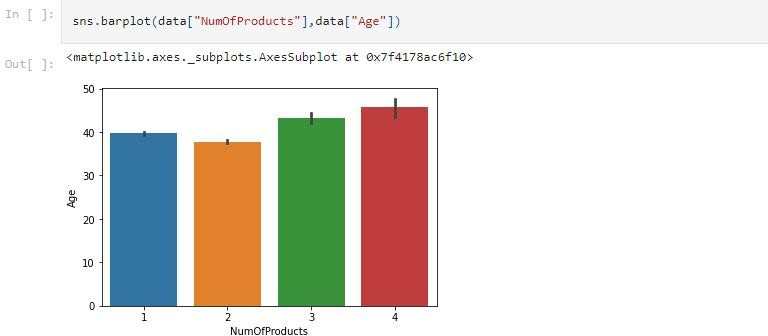 In [ ]:
sns.barplot(data["NumOfProducts"],data["Age"])
Out[ ]:
<matplotlib.axes._subplots.AxesSubplot at 0x7f4178ac6f10>
50
40
30
20
10
0
Age
1 2 3 4
NumOfProducts